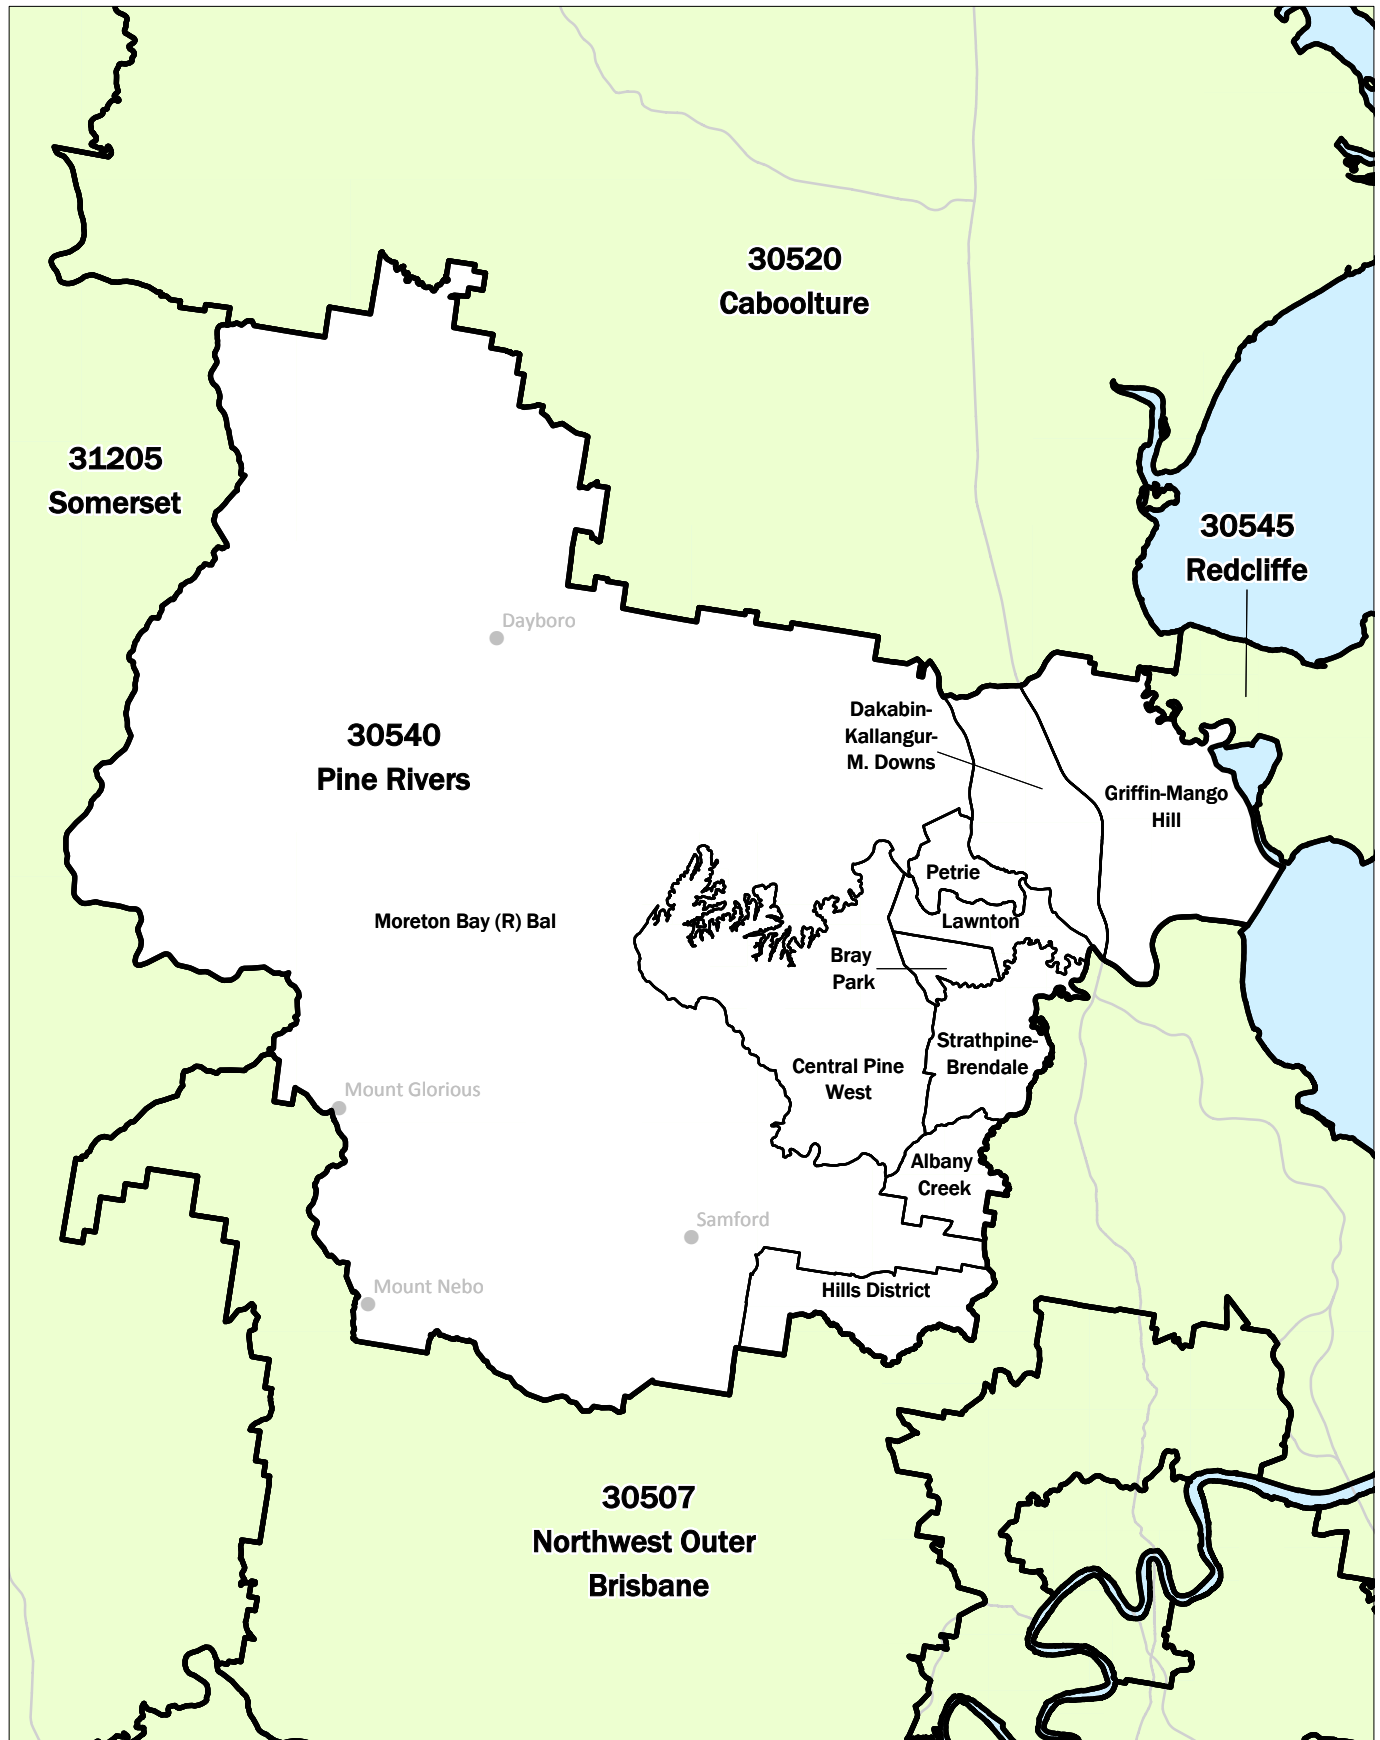 30520
Caboolture
31205
Somerset
30545
Redcliffe
Dayboro
Dakabin-
Kallangur-
M. Downs
30540
Pine Rivers
Griffin-Mango
Hill
Petrie
Moreton Bay (R) Bal
Lawnton
Bray
Park
Strathpine-
Brendale
Central Pine
West
Mount Glorious
Albany
Creek
Samford
Mount Nebo
Hills District
30507
Northwest Outer
Brisbane